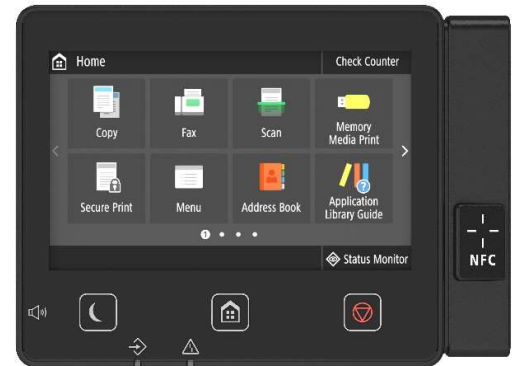 Home
Check Counter
Copy
Fax
Scan
Memory
Media Print
Secure Print
Menu
Address Book
Application
Library Guide
1
Status Monitor
NFC